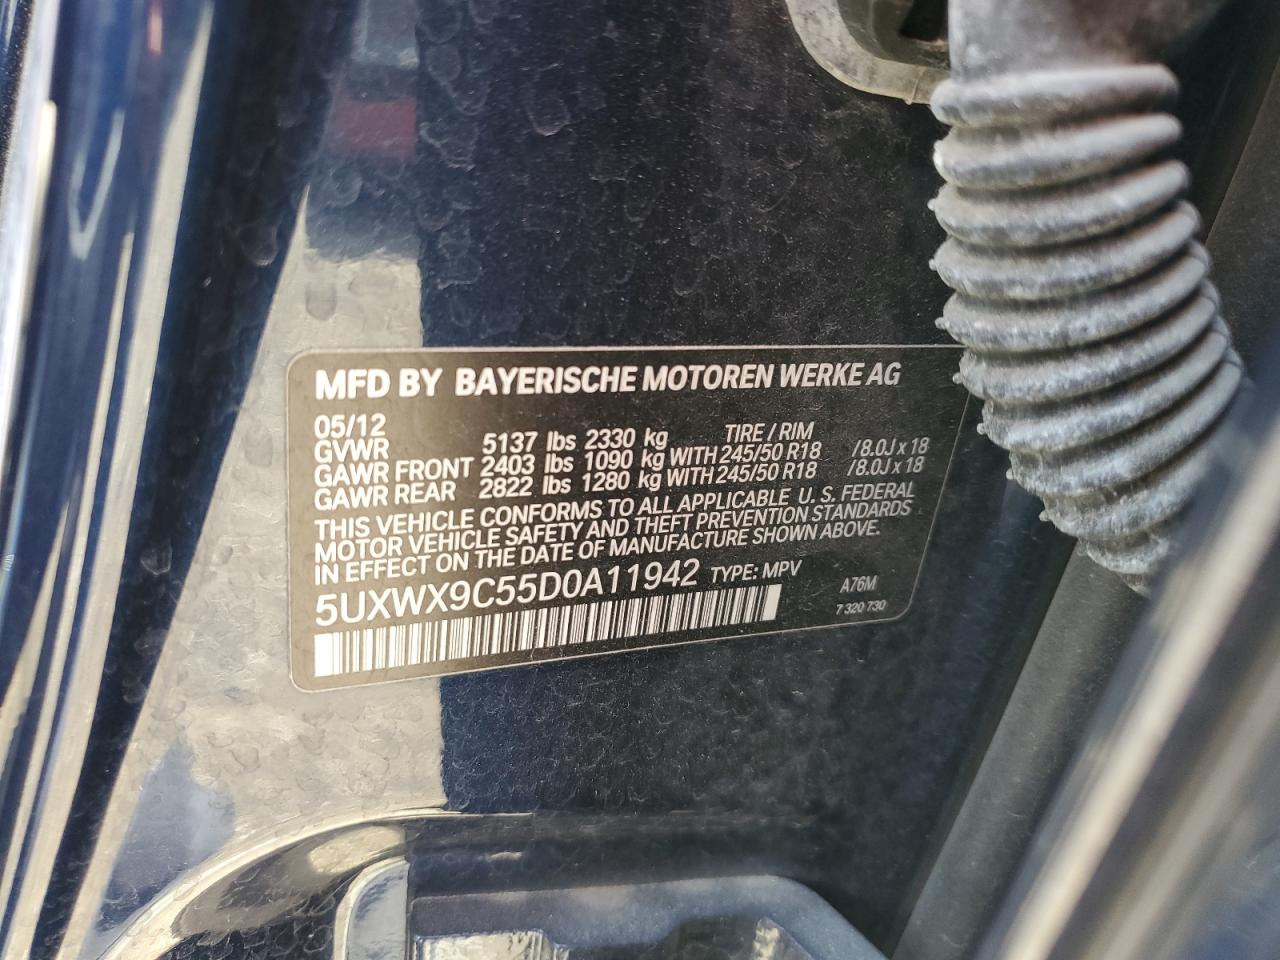 MFD BY BAYERISCHE MOTOREN WERKE AG
05/12 TIRE / RIM
GVWR 5137 lbs 2330 kg
GAWR FRONT 2403 lbs 1090 kg WITH 245/50 R18 /8.0J x 18
GAWR REAR 2822 lbs 1280 kg WITH 245/50 R18 /8.0J x 18
THIS VEHICLE CONFORMS TO ALL APPLICABLE U. S. FEDERAL
MOTOR VEHICLE SAFETY AND THEFT PREVENTION STANDARDS
IN EFFECT ON THE DATE OF MANUFACTURE SHOWN ABOVE.
5UXWX9C55D0A11942 TYPE: MPV A76M
7 320 730